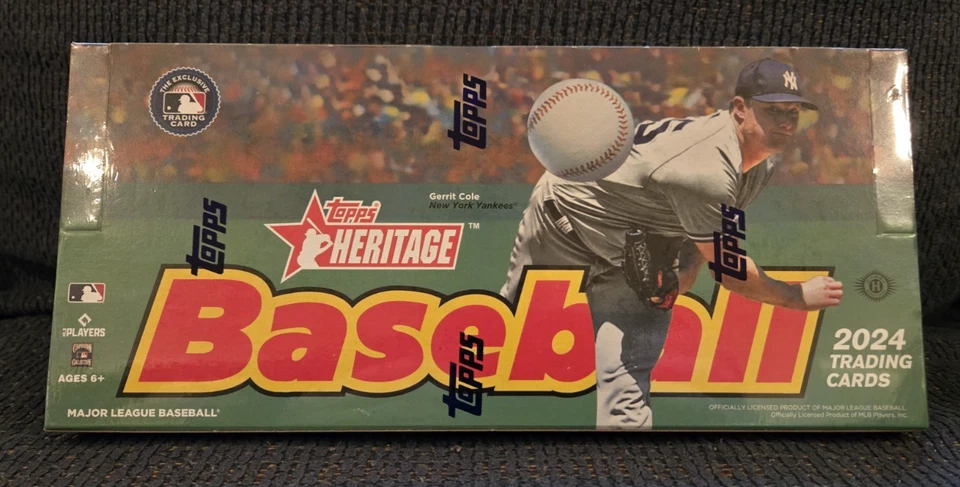 THE EXCLUSIVE
TRADING
CARD
Topps
Topps
Topps
Topps
NY
Gerrit Cole
New York Yankees®
Topps®
HERITAGE™
Baseball
PLAYERS
AGES 6+
MAJOR LEAGUE BASEBALL®
H
2024
TRADING
CARDS
OFFICIALLY LICENSED PRODUCT OF MAJOR LEAGUE BASEBALL.
Officially Licensed Product of MLB Players, Inc.